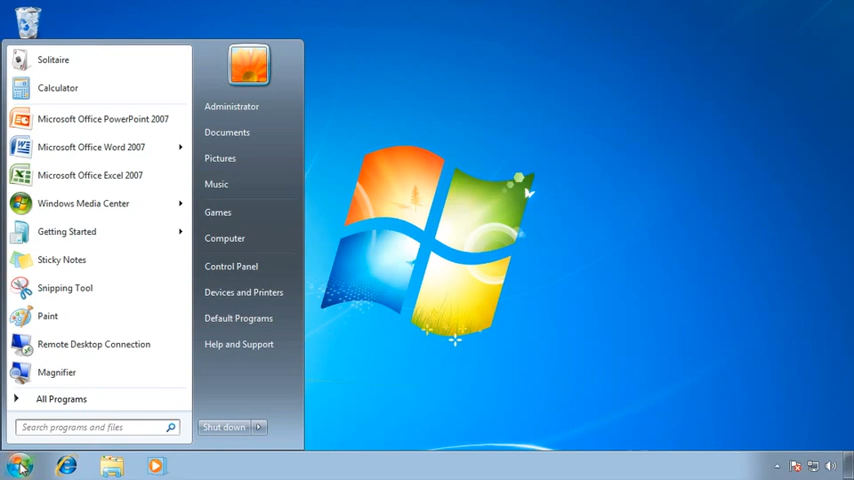 Solitaire
Calculator
Microsoft Office PowerPoint 2007
Microsoft Office Word 2007
Microsoft Office Excel 2007
Windows Media Center
Getting Started
Sticky Notes
Snipping Tool
Paint
Remote Desktop Connection
Magnifier
All Programs
Search programs and files
Administrator
Documents
Pictures
Music
Games
Computer
Control Panel
Devices and Printers
Default Programs
Help and Support
Shut down